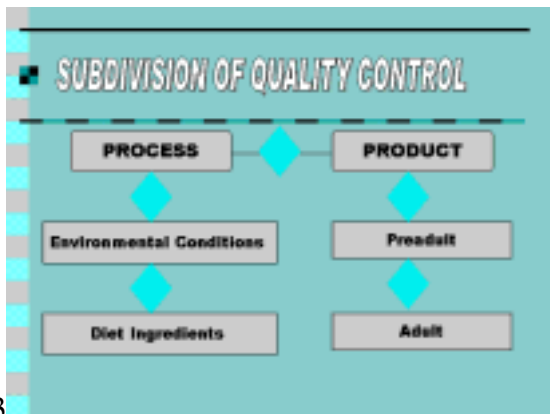 SUBDIVISION OF QUALITY CONTROL
PROCESS PRODUCT
Environmental Conditions Preadult
Diet Ingredients Adult